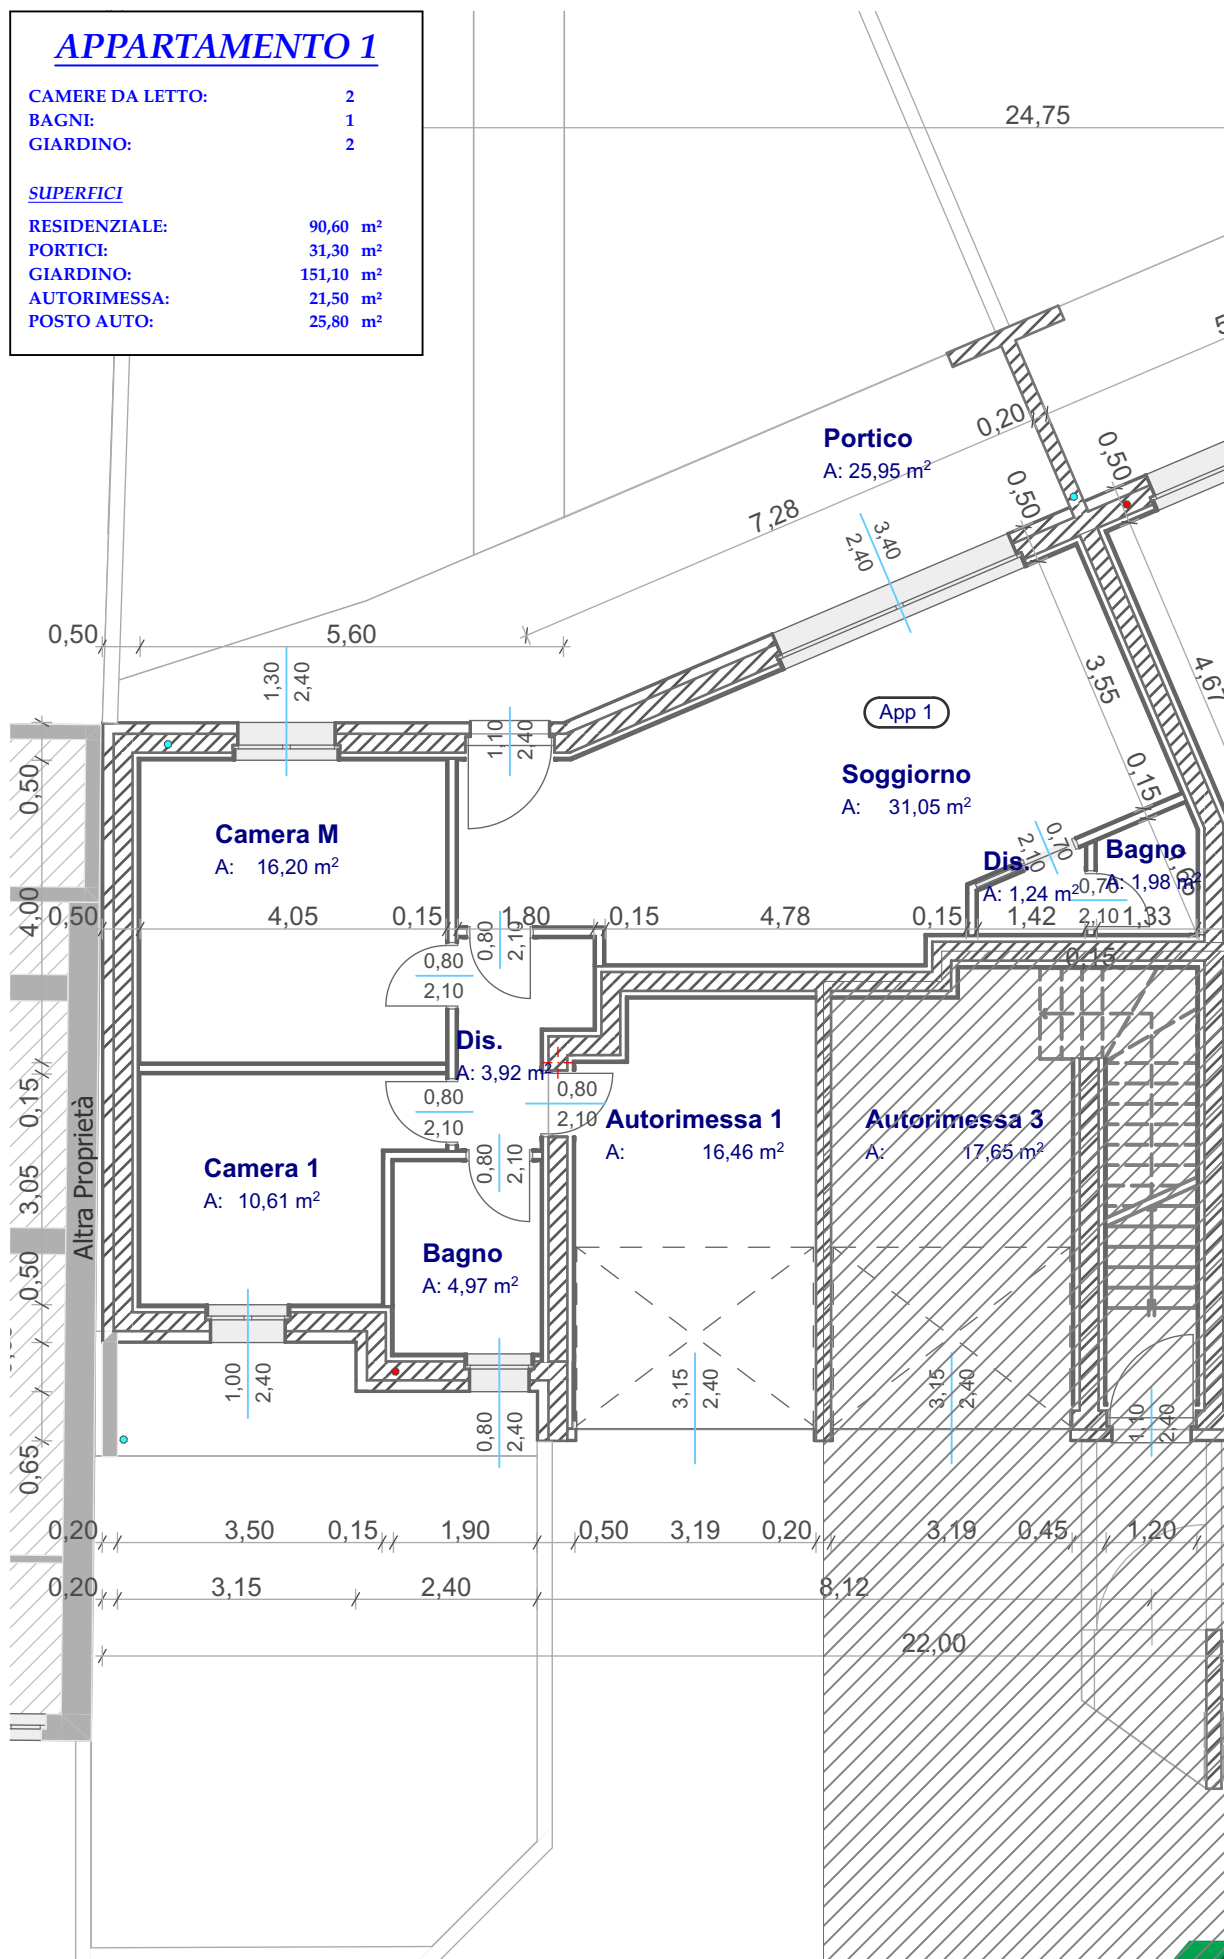 APPARTAMENTO 1
CAMERE DA LETTO: 2
BAGNI: 1
GIARDINO: 2
SUPERFICI
RESIDENZIALE: 90,60 m²
PORTICI: 31,30 m²
GIARDINO: 151,10 m²
AUTORIMESSA: 21,50 m²
POSTO AUTO: 25,80 m²
24,75
0,20
Portico
A: 25,95 m²
0,50
0,50
7,28
3,40
2,40
0,50
5,60
1,30
2,40
3,55
4,67
App 1
1,10
2,40
0,50
Soggiorno
A: 31,05 m²
0,15
Camera M
A: 16,20 m²
0,70
2,10
Dis.
A: 1,24 m²
Bagno
A: 1,98 m²
0,70
2,10
4,00
0,50
4,05
0,15
1,80
0,15
4,78
0,15
1,42
1,33
0,80
2,10
0,15
0,80
2,10
Dis.
A: 3,92 m²
0,15
Altra Proprietà
0,80
2,10
0,80
2,10
Autorimessa 1
A: 16,46 m²
Autorimessa 3
A: 17,65 m²
3,05
Camera 1
A: 10,61 m²
0,80
2,10
Bagno
A: 4,97 m²
0,50
1,00
2,40
0,80
2,40
3,15
2,40
3,15
2,40
1,10
2,40
0,65
0,20
3,50
0,15
1,90
0,50
3,19
0,20
3,19
0,45
1,20
0,20
3,15
2,40
8,12
22,00